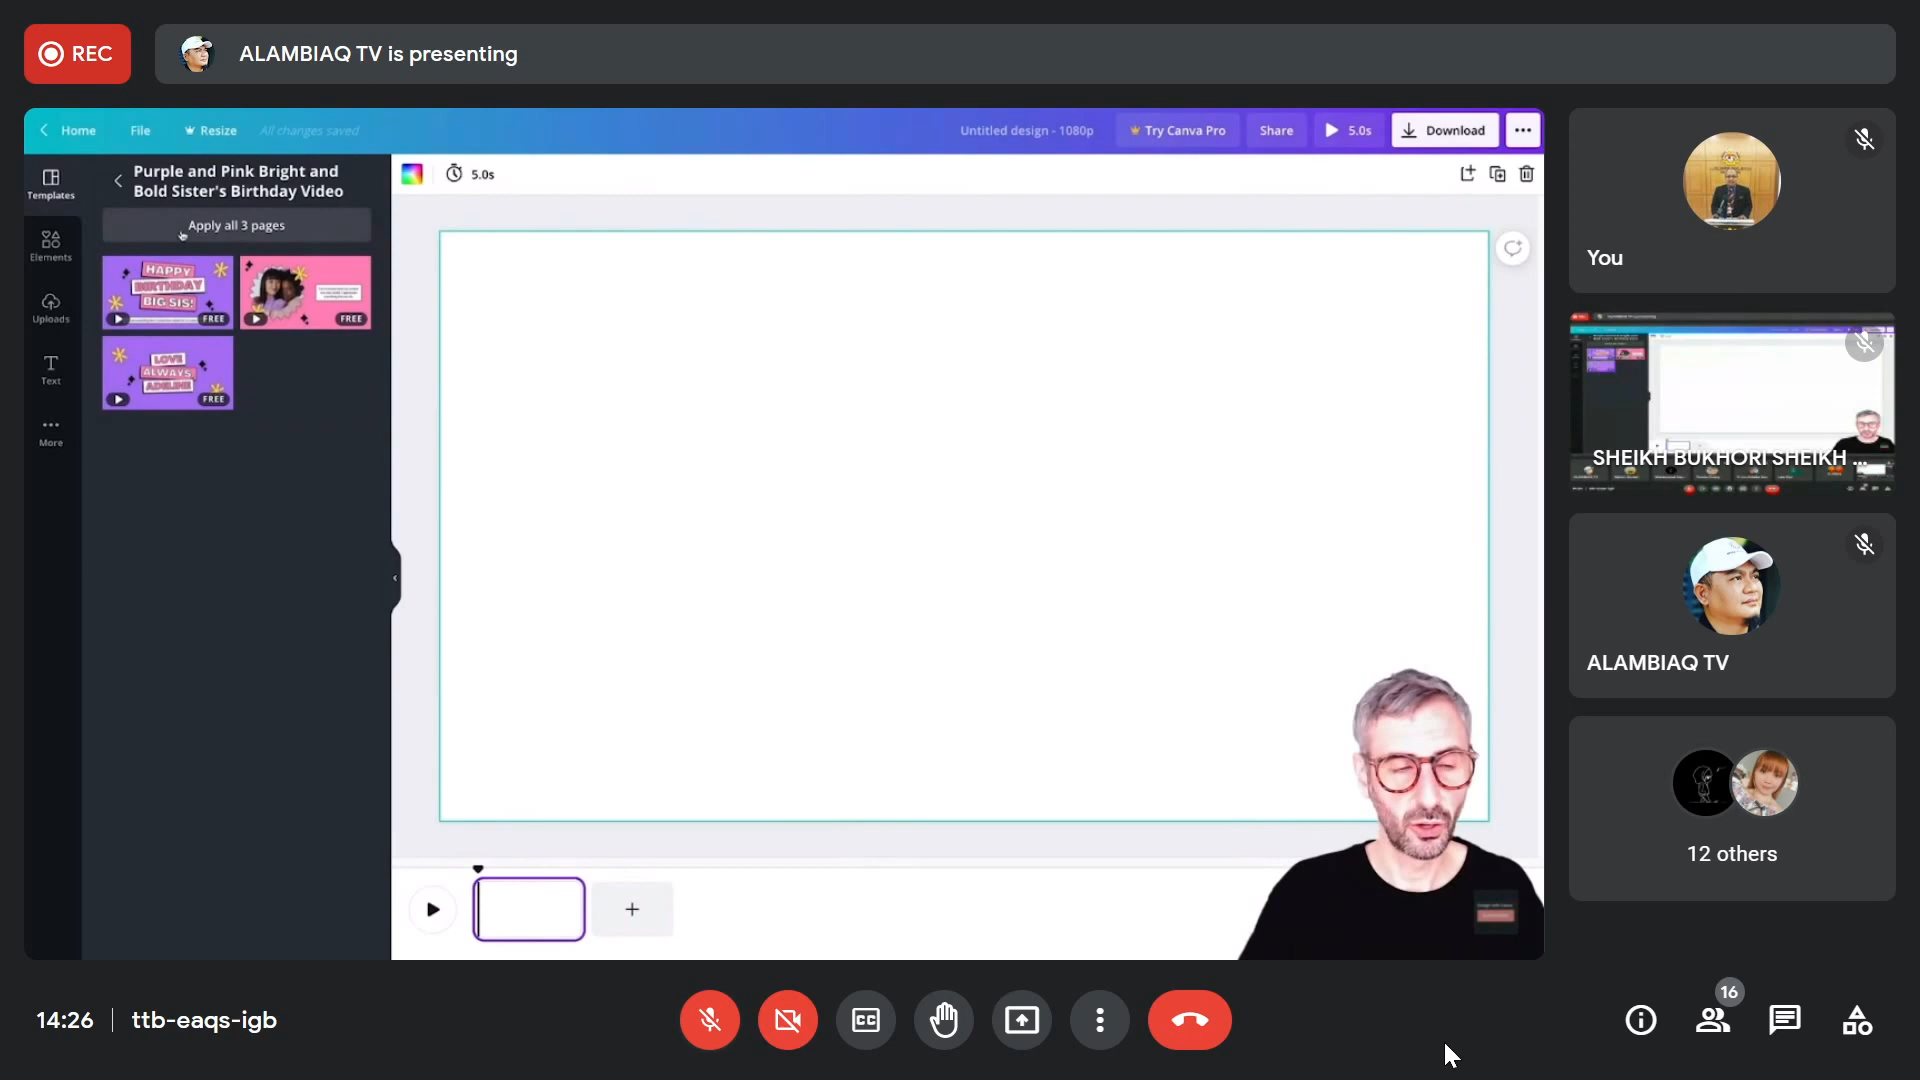 REC
ALAMBIAQ TV is presenting
Home File Resize All changes saved Untitled design - 1080p Try Canva Pro Share 5.0s Download
Templates
Elements
Uploads
Text
More
Purple and Pink Bright and
Bold Sister's Birthday Video
Apply all 3 pages
HAPPY
BIRTHDAY
BIG SIS!
FREE
FREE
LOVE
ALWAYS,
ADELINE
FREE
5.0s
You
SHEIKH BUKHORI SHEIKH ...
ALAMBIAQ TV
12 others
14:26 ttb-eaqs-igb
CC
16